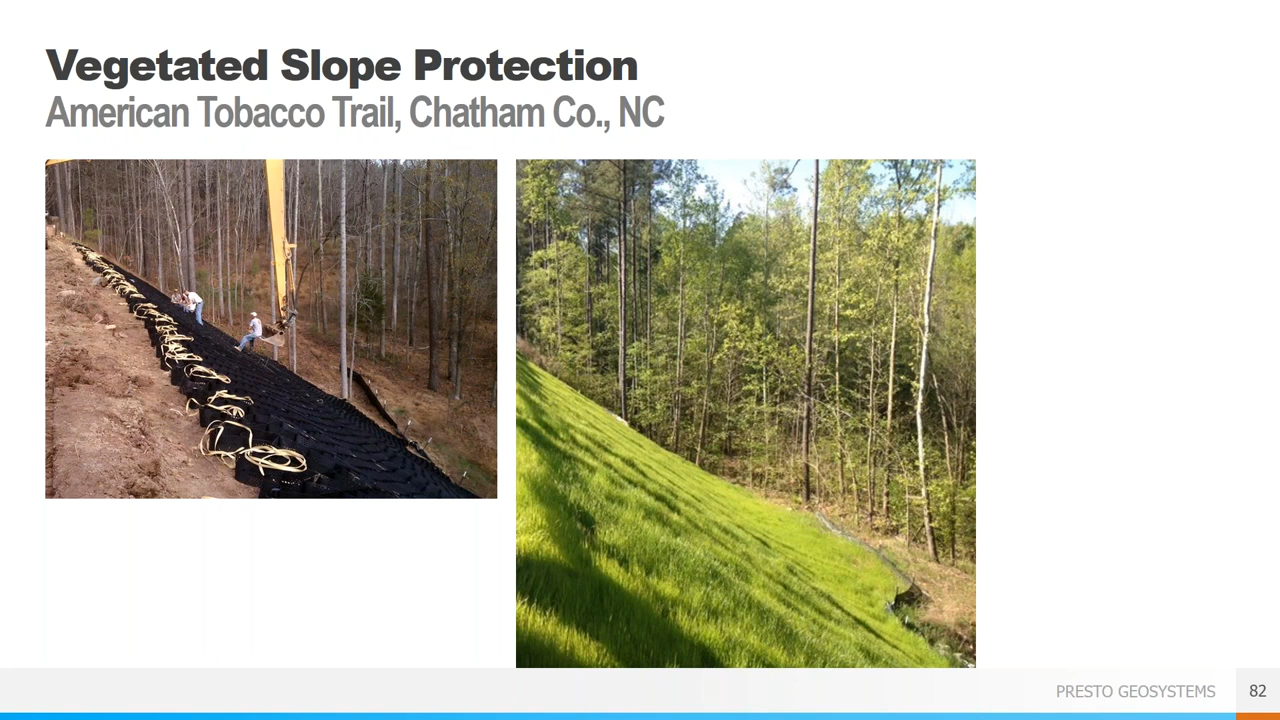 Vegetated Slope Protection
American Tobacco Trail, Chatham Co., NC
PRESTO GEOSYSTEMS
82